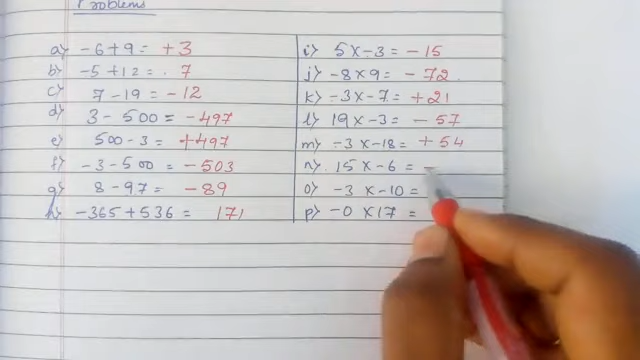 Problems
a) -6+9= +3
b) -5+12= 7
c) 7-19= -12
d) 3-500= -497
e) 500-3= +497
f) -3-500= -503
g) 8-97= -89
h) -365+536= 171
i) 5x-3= -15
j) -8x9= -72
k) -3x-7= +21
l) 19x-3= -57
m) -3x-18= +54
n) 15x-6= -
o) -3x-10=
p) -0x17=